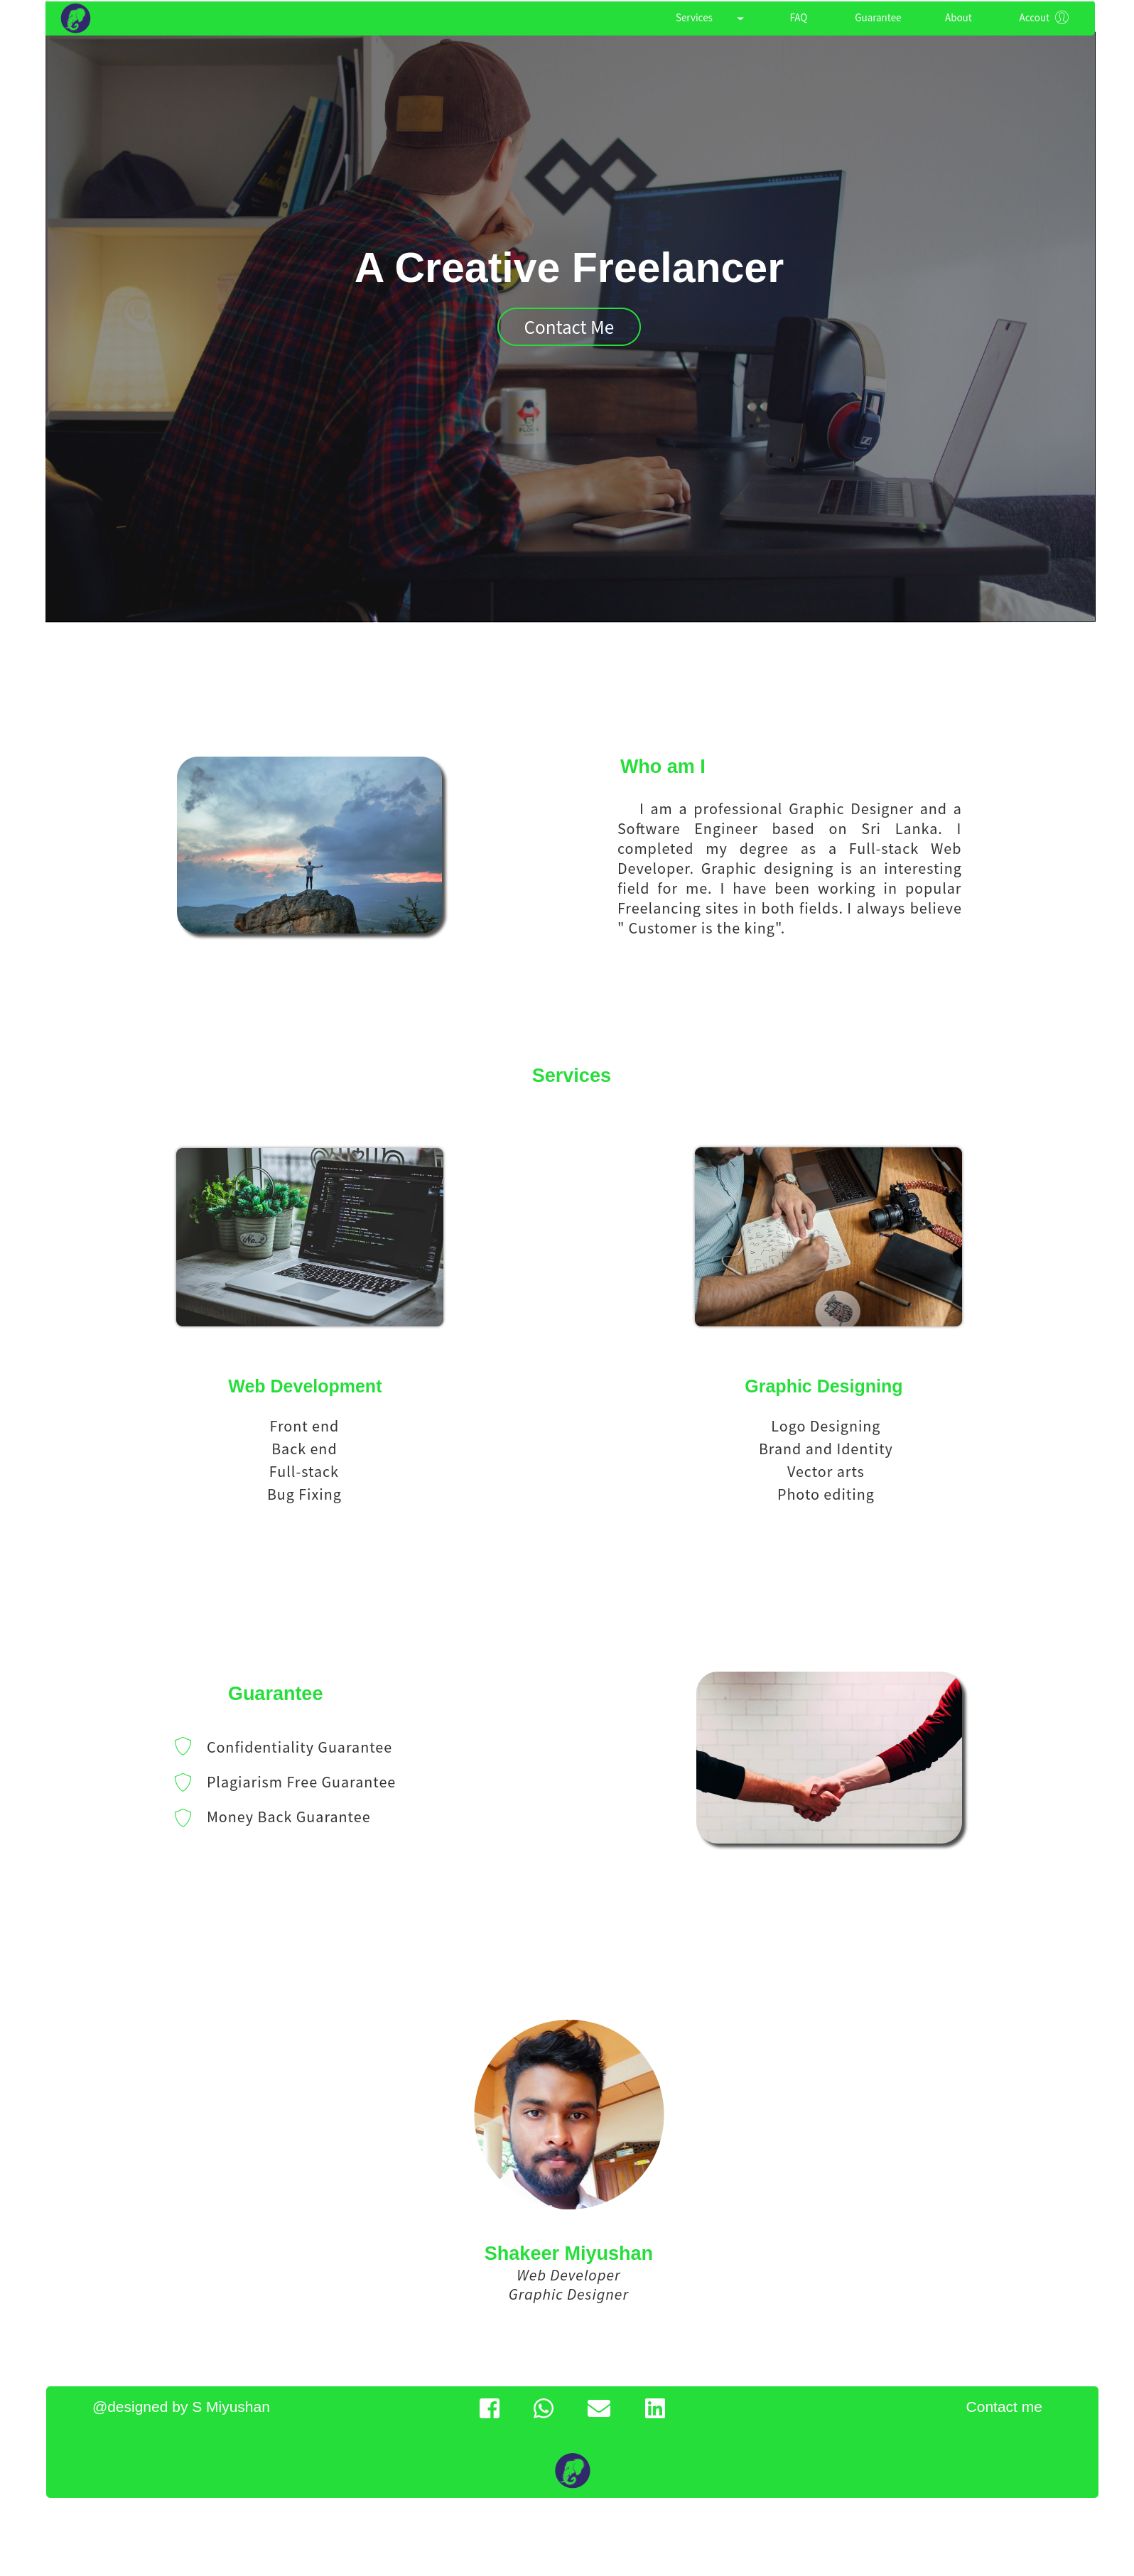 Services FAQ Guarantee About Accout
A Creative Freelancer
Contact Me
Who am I
I am a professional Graphic Designer and a
Software Engineer based on Sri Lanka. I
completed my degree as a Full-stack Web
Developer. Graphic designing is an interesting
field for me. I have been working in popular
Freelancing sites in both fields. I always believe
" Customer is the king".
Services
No.2
Web Development
Front end
Back end
Full-stack
Bug Fixing
Graphic Designing
Logo Designing
Brand and Identity
Vector arts
Photo editing
Guarantee
Confidentiality Guarantee
Plagiarism Free Guarantee
Money Back Guarantee
Shakeer Miyushan
Web Developer
Graphic Designer
@designed by S Miyushan
Contact me